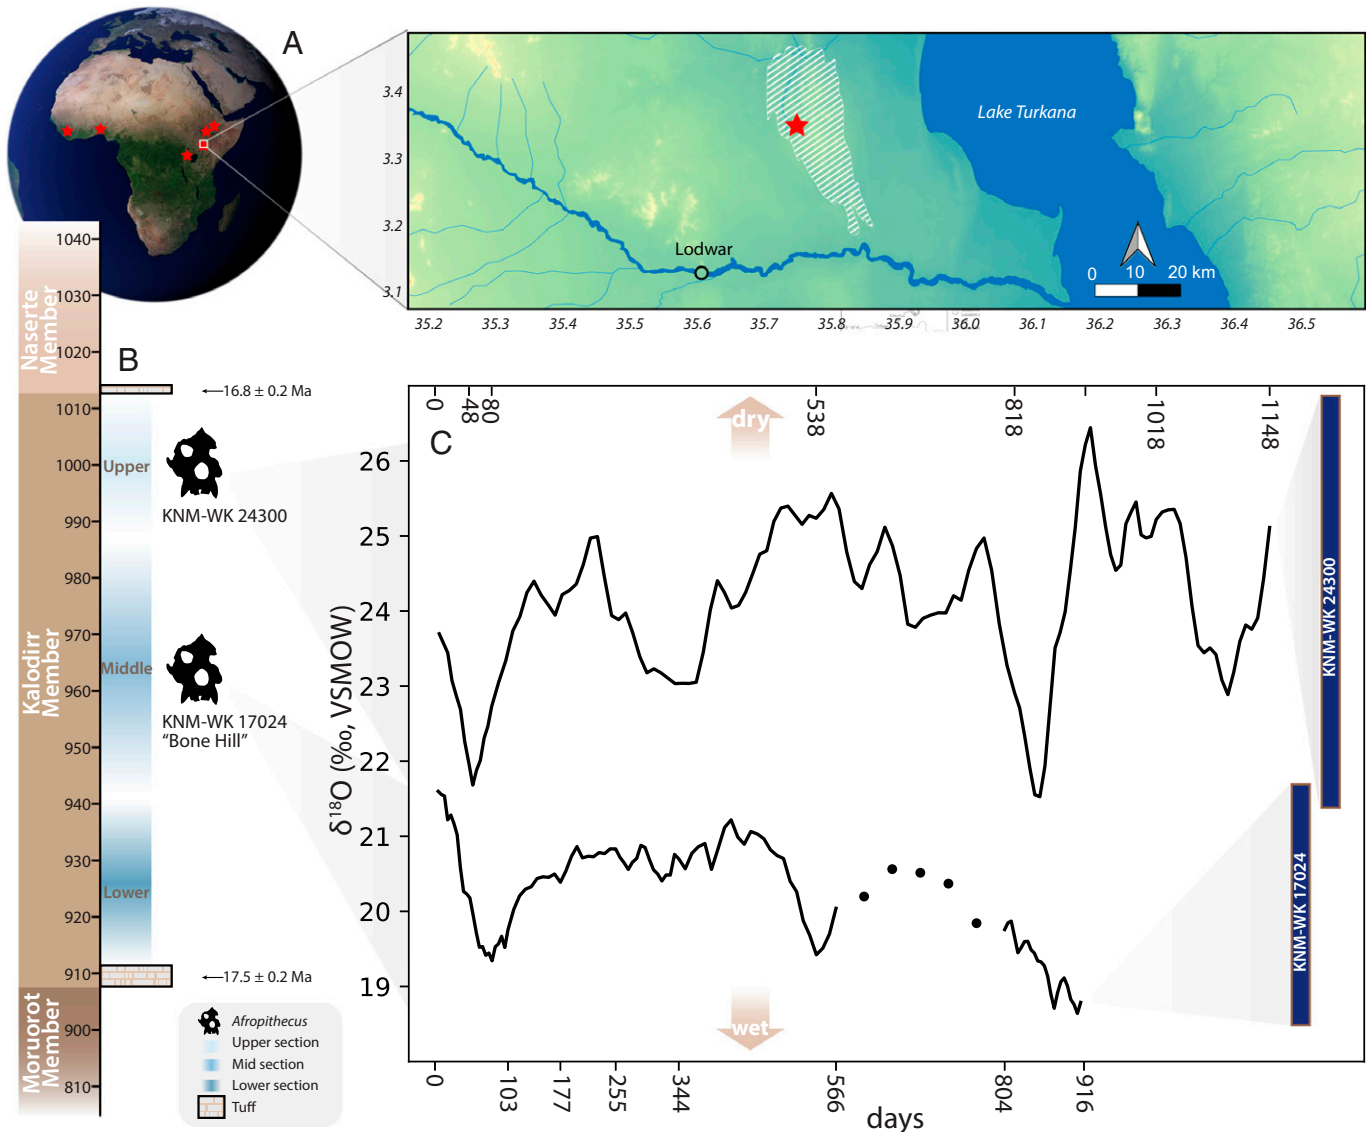 A
3.4
3.3
3.2
3.1
Lake Turkana
Lodwar
0 10 20 km
35.2 35.3 35.4 35.5 35.6 35.7 35.8 35.9 36.0 36.1 36.2 36.3 36.4 36.5
B
Naserte
Member
Kalodirr
Member
Moruorot
Member
1040
1030
1020
1010
1000
990
980
970
960
950
940
930
920
910
900
810
←16.8 ± 0.2 Ma
Upper
KNM-WK 24300
Middle
KNM-WK 17024
“Bone Hill”
Lower
←17.5 ± 0.2 Ma
Afropithecus
Upper section
Mid section
Lower section
Tuff
C
0 48 80 538 818 1018 1148
dry
δ¹⁸O (‰, VSMOW)
26
25
24
23
22
21
20
19
KNM-WK 24300
KNM-WK 17024
wet
0 103 177 255 344 566 804 916
days